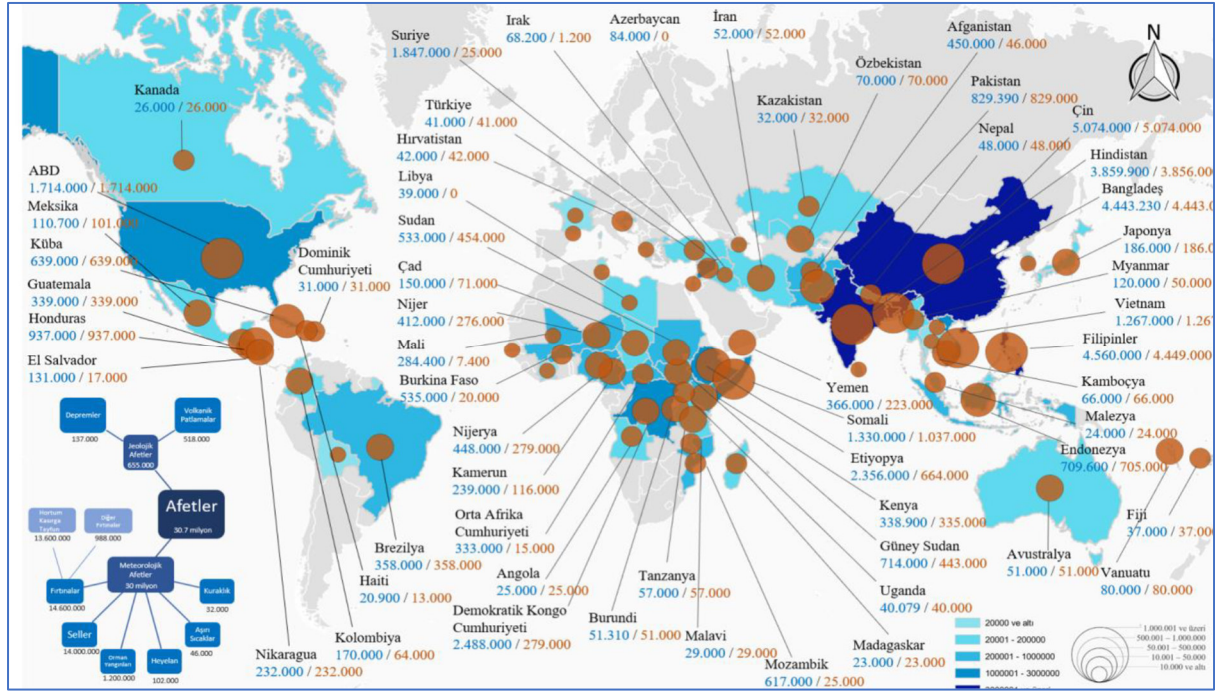 Kanada
26.000 / 26.000
ABD
1.714.000 / 1.714.000
Meksika
110.700 / 101.000
Küba
639.000 / 639.000
Guatemala
339.000 / 339.000
Honduras
937.000 / 937.000
El Salvador
131.000 / 17.000
Dominik
Cumhuriyeti
31.000 / 31.000
Suriye
1.847.000 / 25.000
Irak
68.200 / 1.200
Azerbaycan
84.000 / 0
İran
52.000 / 52.000
Türkiye
41.000 / 41.000
Hırvatistan
42.000 / 42.000
Libya
39.000 / 0
Sudan
533.000 / 454.000
Çad
150.000 / 71.000
Nijer
412.000 / 276.000
Mali
284.400 / 7.400
Burkina Faso
535.000 / 20.000
Nijerya
448.000 / 279.000
Kamerun
239.000 / 116.000
Orta Afrika
Cumhuriyeti
333.000 / 15.000
Angola
25.000 / 25.000
Demokratik Kongo
Cumhuriyeti
2.488.000 / 279.000
Afganistan
450.000 / 46.000
Özbekistan
70.000 / 70.000
Kazakistan
32.000 / 32.000
Pakistan
829.390 / 829.000
Nepal
48.000 / 48.000
Çin
5.074.000 / 5.074.000
Hindistan
3.859.900 / 3.856.00
Bangladeş
4.443.230 / 4.443.0
Japonya
186.000 / 186.0
Myanmar
120.000 / 50.000
Vietnam
1.267.000 / 1.267
Filipinler
4.560.000 / 4.449.000
Kamboçya
66.000 / 66.000
Malezya
24.000 / 24.000
Endonezya
709.600 / 705.000
Yemen
366.000 / 223.000
Somali
1.330.000 / 1.037.000
Etiyopya
2.356.000 / 664.000
Kenya
338.900 / 335.000
Güney Sudan
714.000 / 443.000
Uganda
40.079 / 40.000
Madagaskar
23.000 / 23.000
Mozambik
617.000 / 25.000
Malavi
29.000 / 29.000
Tanzanya
57.000 / 57.000
Burundi
51.310 / 51.000
Fiji
37.000 / 37.000
Avustralya
51.000 / 51.000
Vanuatu
80.000 / 80.000
Brezilya
358.000 / 358.000
Haiti
20.900 / 13.000
Kolombiya
170.000 / 64.000
Nikaragua
232.000 / 232.000
N
Depremler
137.000
Volkanik
Patlamalar
518.000
Jeolojik
Afetler
655.000
Afetler
30.7 milyon
Hortum
Kasırga
Tayfun
13.600.000
Diğer
Fırtınalar
988.000
Meteorolojik
Afetler
30 milyon
Fırtınalar
14.600.000
Kuraklık
32.000
Seller
14.000.000
Aşırı
Sıcaklar
46.000
Orman
Yangınları
1.200.000
Heyelan
102.000
20000 ve altı
20001 - 200000
200001 - 1000000
1000001 - 3000000
1.000.001 ve üzeri
500.001 – 1.000.000
50.001 – 500.000
10.001 - 50.000
10.000 ve altı